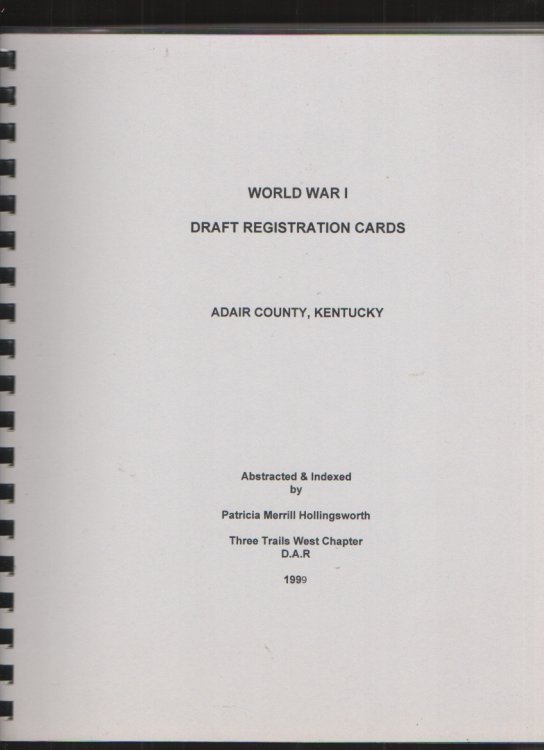 WORLD WAR I
DRAFT REGISTRATION CARDS
ADAIR COUNTY, KENTUCKY
Abstracted & Indexed
by
Patricia Merrill Hollingsworth
Three Trails West Chapter
D.A.R
1999